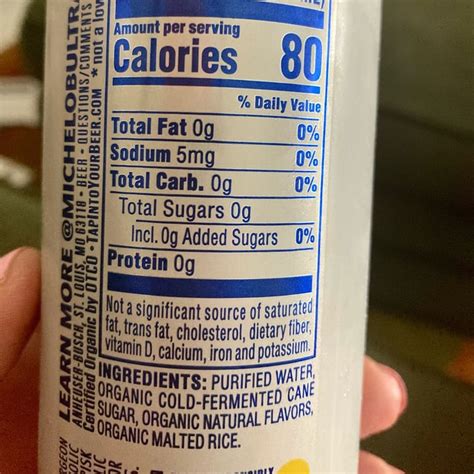 Amount per serving
Calories 80
% Daily Value
Total Fat 0g 0%
Sodium 5mg 0%
Total Carb. 0g 0%
Total Sugars 0g
Incl. 0g Added Sugars 0%
Protein 0g
Not a significant source of saturated
fat, trans fat, cholesterol, dietary fiber,
vitamin D, calcium, iron and potassium.
INGREDIENTS: PURIFIED WATER,
ORGANIC COLD-FERMENTED CANE
SUGAR, ORGANIC NATURAL FLAVORS,
ORGANIC MALTED RICE.
LEARN MORE @MICHELOBULTRA
ANHEUSER-BUSCH, ST. LOUIS, MO 63118 • BEER • QUESTIONS/COMMENTS
Certified Organic by OTCO • TAPINTOYOURBEER.COM *not a low